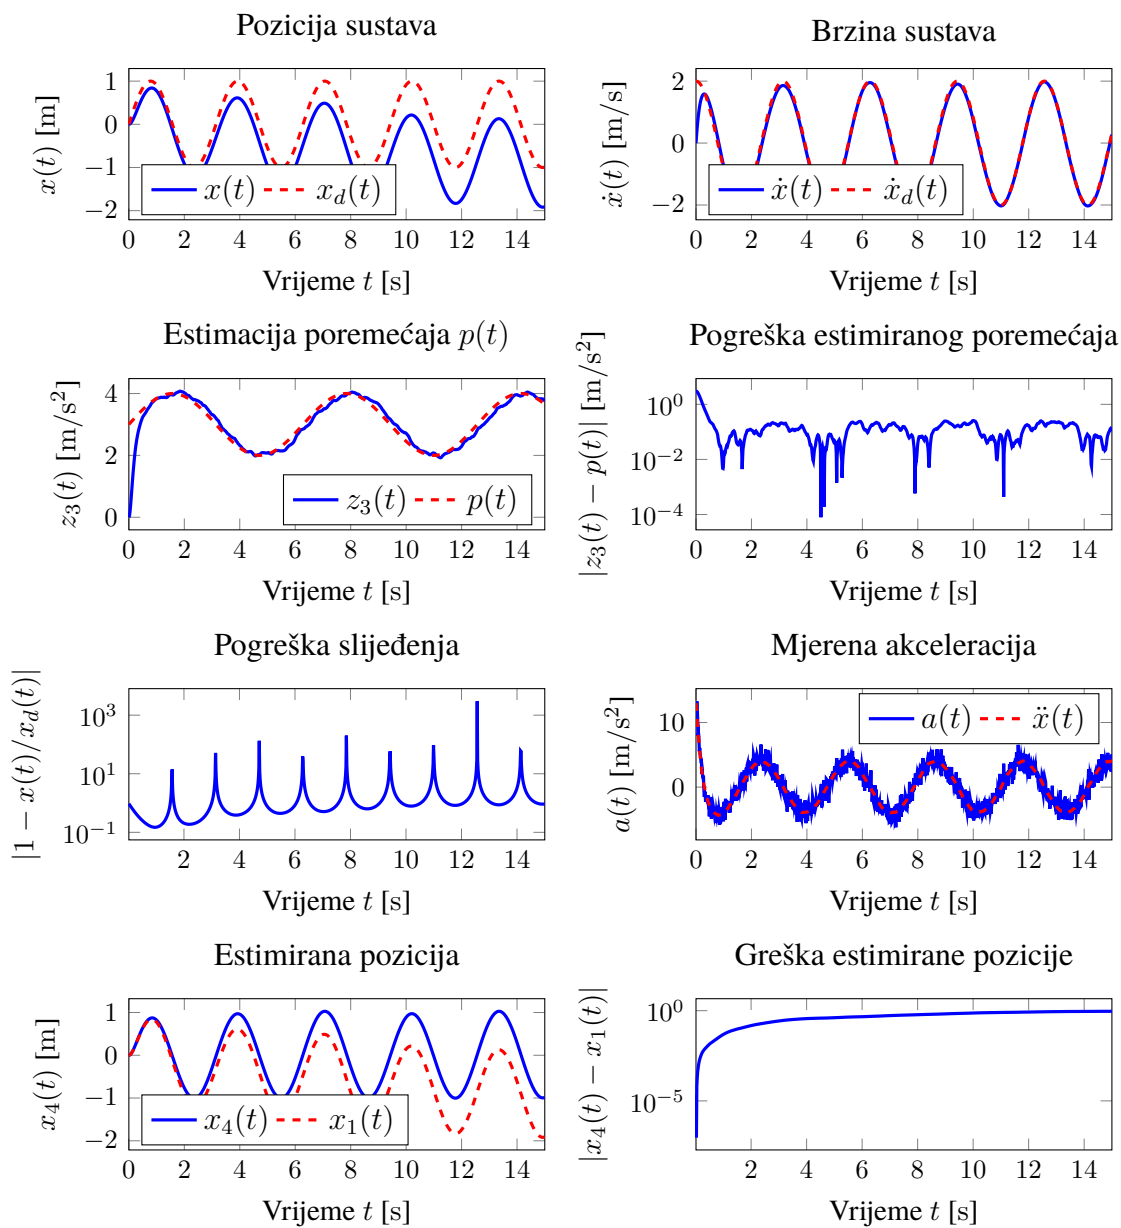 Pozicija sustava
x(t) [m]
1
0
−1
−2
x(t) x_d(t)
0 2 4 6 8 10 12 14
Vrijeme t [s]
Brzina sustava
ẋ(t) [m/s]
2
0
−2
ẋ(t) ẋ_d(t)
0 2 4 6 8 10 12 14
Vrijeme t [s]
Estimacija poremećaja p(t)
z_3(t) [m/s²]
4
2
0
z_3(t) p(t)
0 2 4 6 8 10 12 14
Vrijeme t [s]
Pogreška estimiranog poremećaja
|z_3(t) − p(t)| [m/s²]
10^0
10^−2
10^−4
0 2 4 6 8 10 12 14
Vrijeme t [s]
Pogreška slijeđenja
|1 − x(t)/x_d(t)|
10^3
10^1
10^−1
2 4 6 8 10 12 14
Vrijeme t [s]
Mjerena akceleracija
a(t) [m/s²]
10
0
a(t) ẍ(t)
0 2 4 6 8 10 12 14
Vrijeme t [s]
Estimirana pozicija
x_4(t) [m]
1
0
−1
−2
x_4(t) x_1(t)
0 2 4 6 8 10 12 14
Vrijeme t [s]
Greška estimirane pozicije
|x_4(t) − x_1(t)|
10^0
10^−5
0 2 4 6 8 10 12 14
Vrijeme t [s]